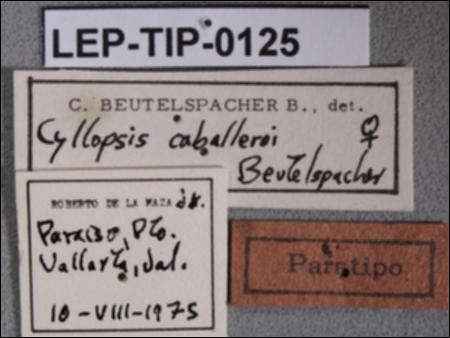 LEP-TIP-0125
C. BEUTELSPACHER B., det.
Cyllopsis caballeroi ♀
Beutelspacher
ROBERTO DE LA MAZA Jr.
Paraiso, Pto.
Vallarta, Jal.
10-VIII-1975
Paratipo